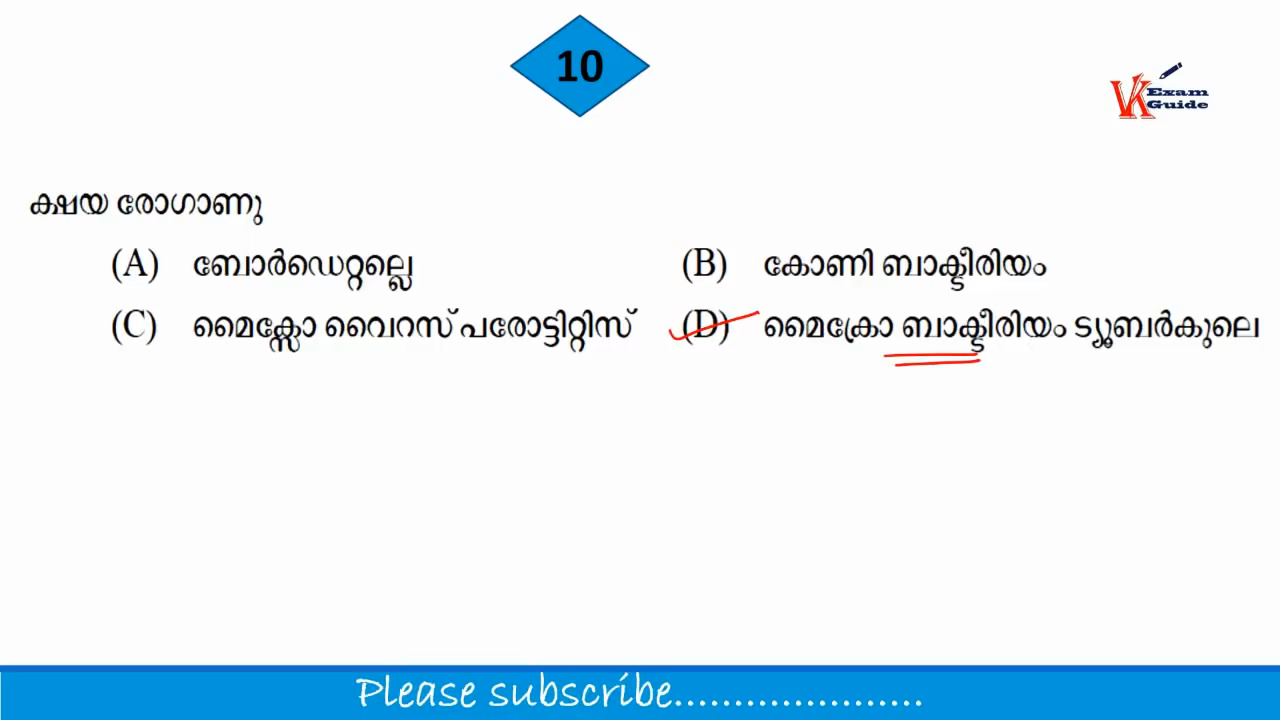 10
VK Exam Guide
ക്ഷയ രോഗാണു
(A) ബോർഡെറ്റല്ലെ (B) കോണി ബാക്ടീരിയം
(C) മൈക്സോ വൈറസ് പരോട്ടിറ്റിസ് (D) മൈക്രോ ബാക്ടീരിയം ട്യൂബർകുലെ
Please subscribe......................